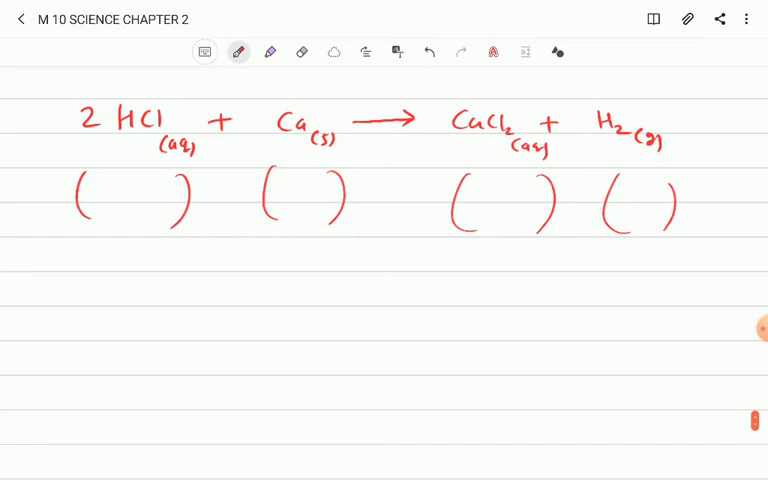 M 10 SCIENCE CHAPTER 2
2 HCl(aq) + Ca(s) → CaCl2(aq) + H2(g)
( ) ( ) ( ) ( )